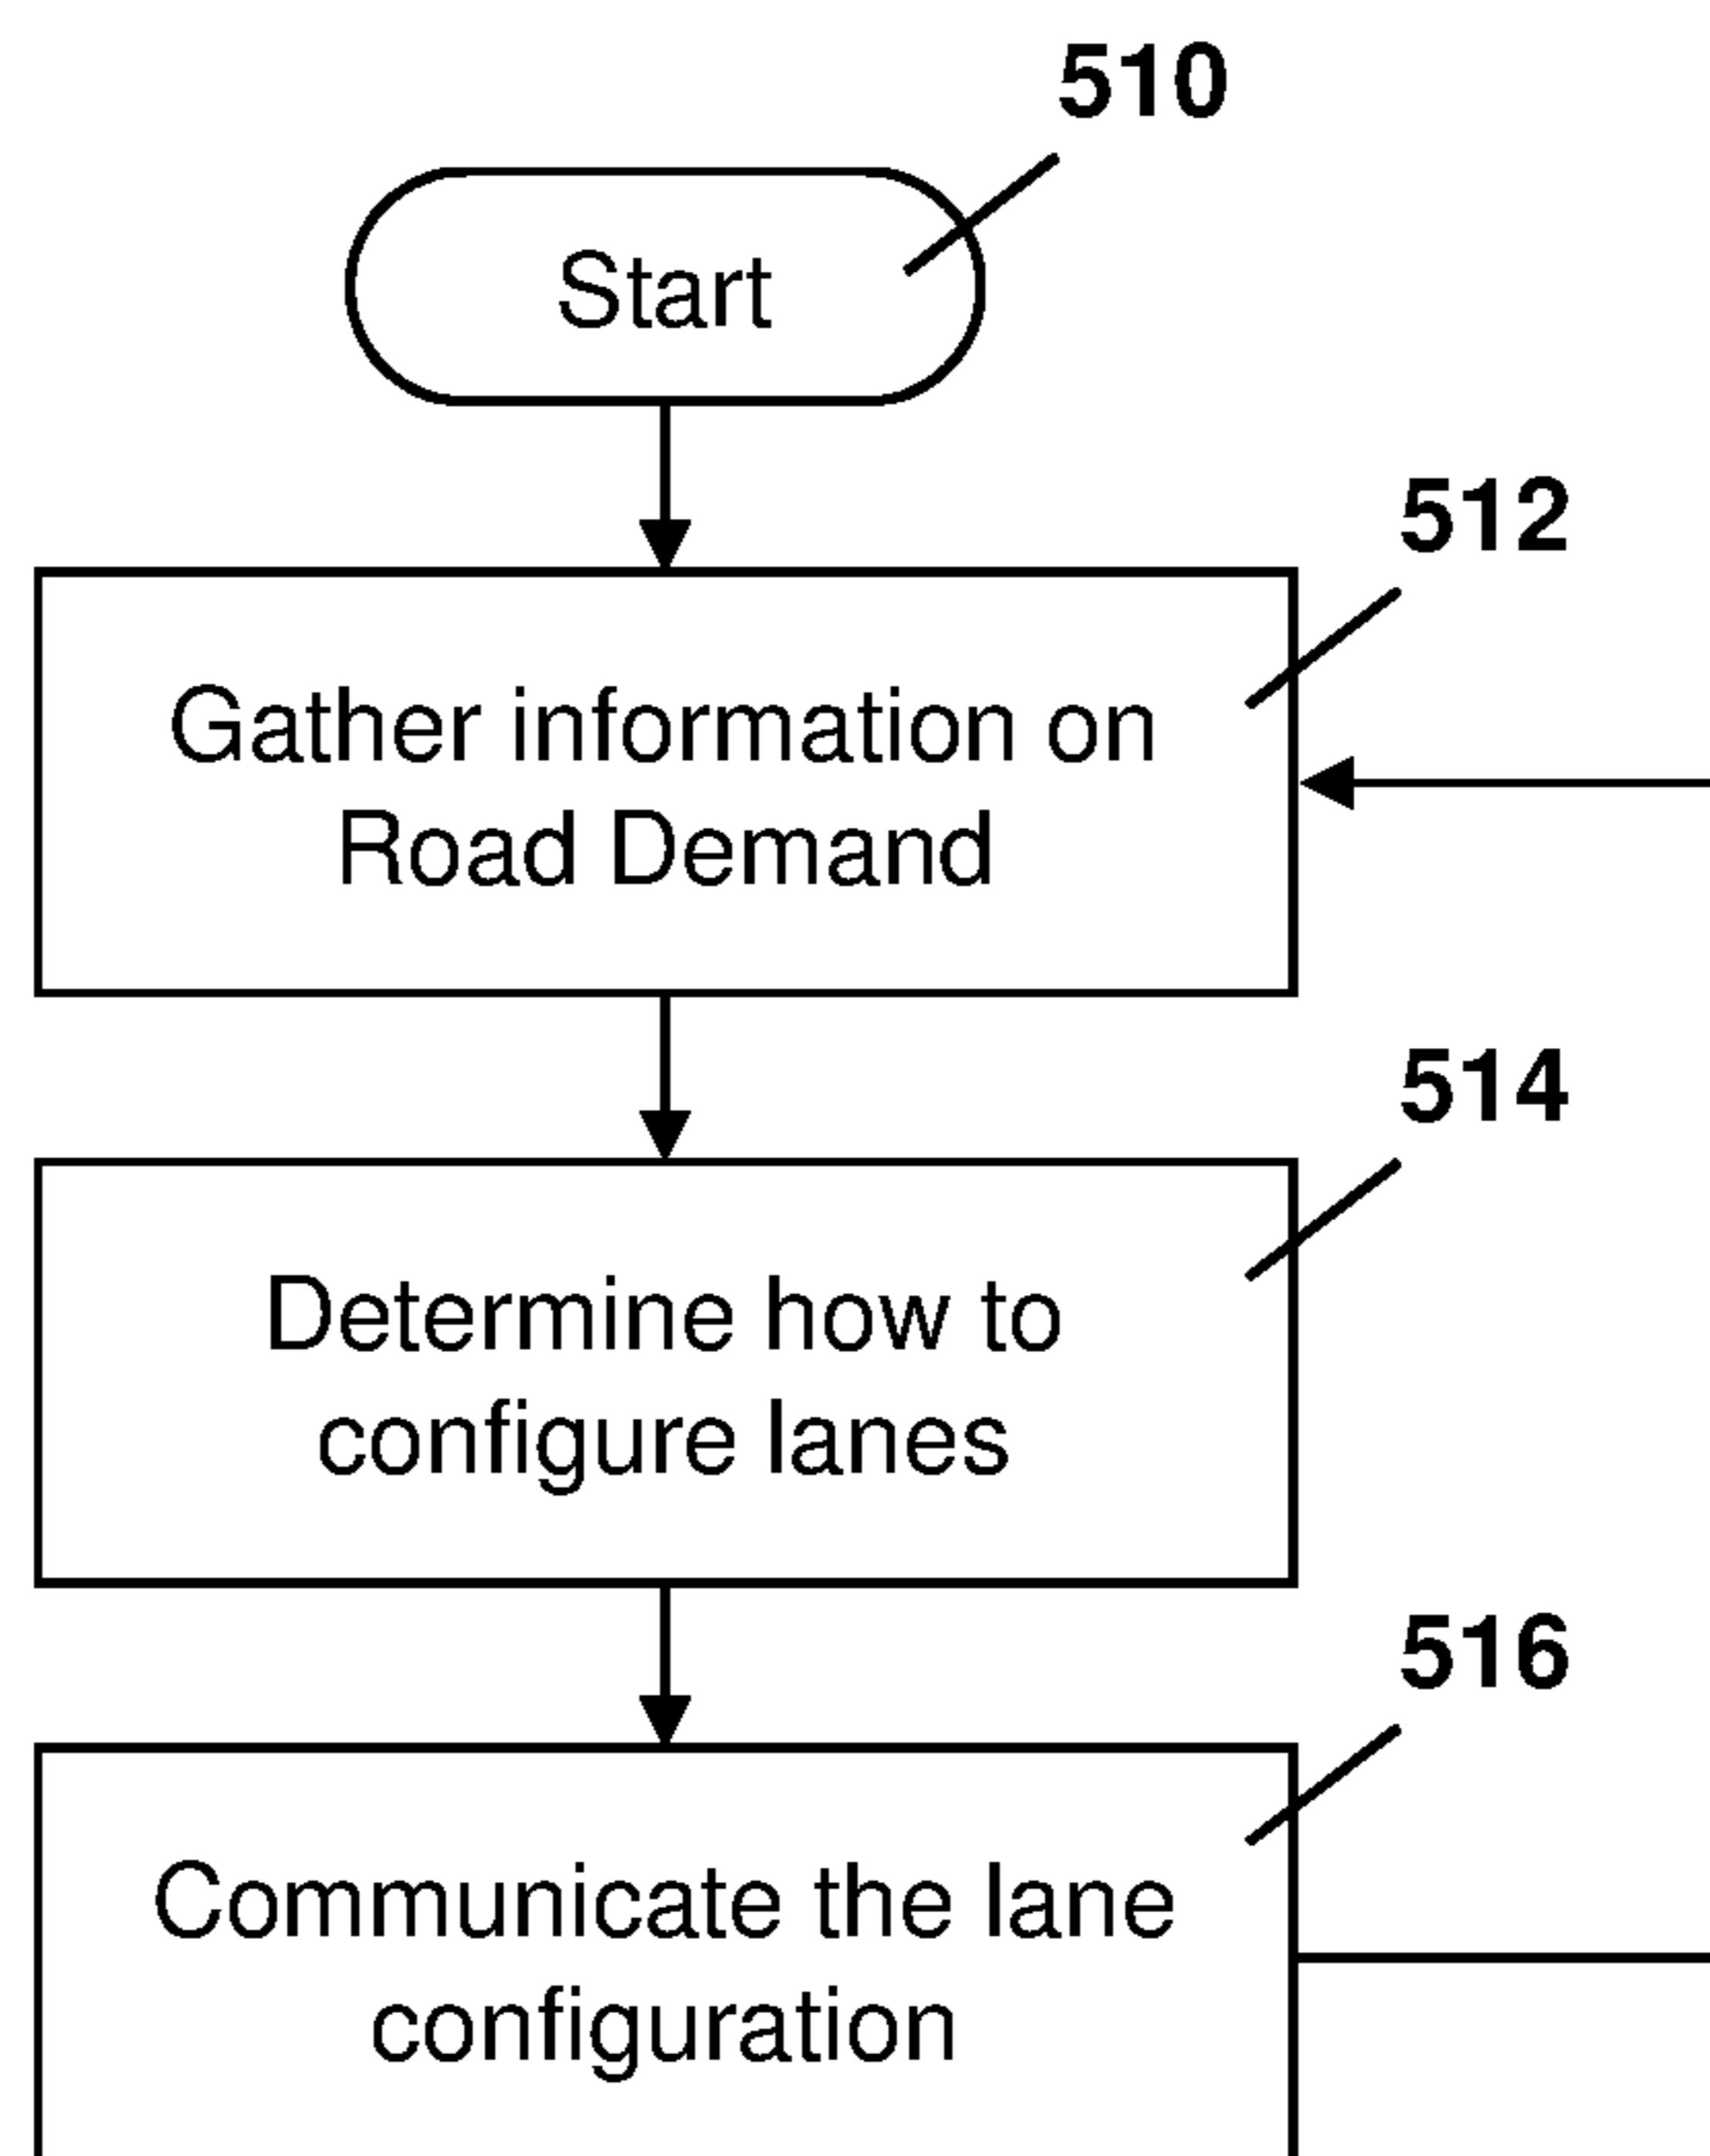 510
Start
512
Gather information on
Road Demand
514
Determine how to
configure lanes
516
Communicate the lane
configuration